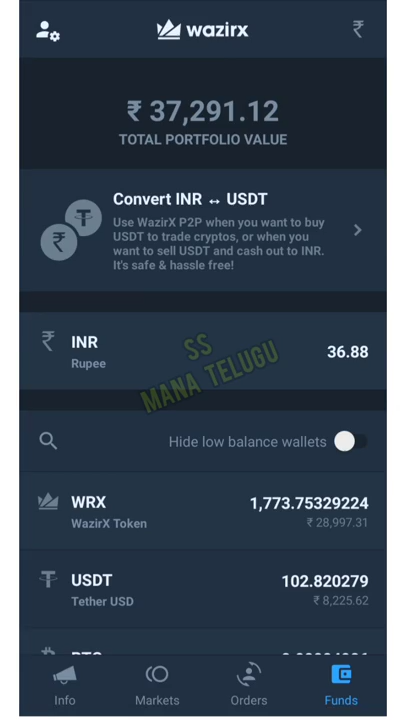 wazirx
₹
₹ 37,291.12
TOTAL PORTFOLIO VALUE
Convert INR ↔ USDT
Use WazirX P2P when you want to buy
USDT to trade cryptos, or when you
want to sell USDT and cash out to INR.
It's safe & hassle free!
₹ INR
Rupee
36.88
SS
MANA TELUGU
Hide low balance wallets
WRX
1,773.75329224
WazirX Token
₹ 28,997.31
USDT
102.820279
Tether USD
₹ 8,225.62
Info
Markets
Orders
Funds